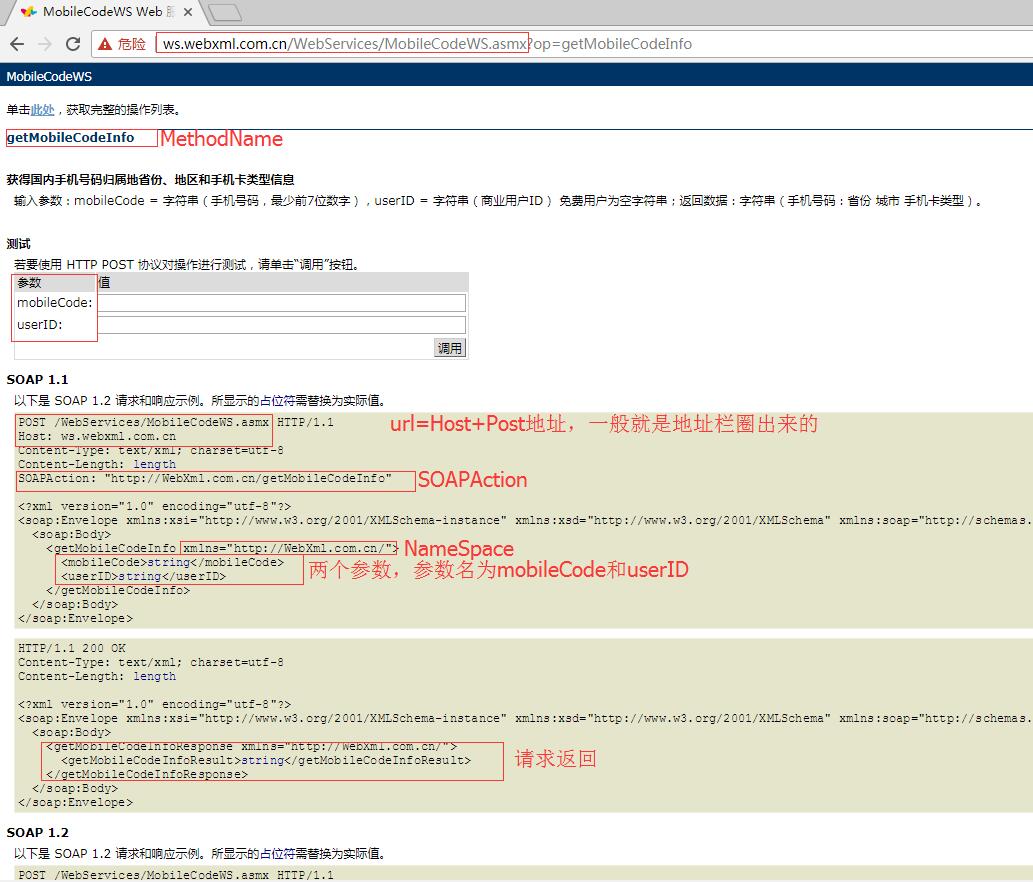 MobileCodeWS Web 服
危险 ws.webxml.com.cn/WebServices/MobileCodeWS.asmx?op=getMobileCodeInfo
MobileCodeWS
单击此处，获取完整的操作列表。
getMobileCodeInfo MethodName
获得国内手机号码归属地省份、地区和手机卡类型信息
输入参数：mobileCode = 字符串（手机号码，最少前7位数字），userID = 字符串（商业用户ID） 免费用户为空字符串；返回数据：字符串（手机号码：省份 城市 手机卡类型）。
测试
若要使用 HTTP POST 协议对操作进行测试，请单击“调用”按钮。
参数 值
mobileCode:
userID:
调用
SOAP 1.1
以下是 SOAP 1.2 请求和响应示例。所显示的占位符需替换为实际值。
POST /WebServices/MobileCodeWS.asmx HTTP/1.1 url=Host+Post地址，一般就是地址栏圈出来的
Host: ws.webxml.com.cn
Content-Type: text/xml; charset=utf-8
Content-Length: length
SOAPAction: "http://WebXml.com.cn/getMobileCodeInfo" SOAPAction
<?xml version="1.0" encoding="utf-8"?>
<soap:Envelope xmlns:xsi="http://www.w3.org/2001/XMLSchema-instance" xmlns:xsd="http://www.w3.org/2001/XMLSchema" xmlns:soap="http://schemas.
<soap:Body>
<getMobileCodeInfo xmlns="http://WebXml.com.cn/"> NameSpace
<mobileCode>string</mobileCode> 两个参数，参数名为mobileCode和userID
<userID>string</userID>
</getMobileCodeInfo>
</soap:Body>
</soap:Envelope>
HTTP/1.1 200 OK
Content-Type: text/xml; charset=utf-8
Content-Length: length
<?xml version="1.0" encoding="utf-8"?>
<soap:Envelope xmlns:xsi="http://www.w3.org/2001/XMLSchema-instance" xmlns:xsd="http://www.w3.org/2001/XMLSchema" xmlns:soap="http://schemas.
<soap:Body>
<getMobileCodeInfoResponse xmlns="http://WebXml.com.cn/">
<getMobileCodeInfoResult>string</getMobileCodeInfoResult> 请求返回
</getMobileCodeInfoResponse>
</soap:Body>
</soap:Envelope>
SOAP 1.2
以下是 SOAP 1.2 请求和响应示例。所显示的占位符需替换为实际值。
POST /WebServices/MobileCodeWS.asmx HTTP/1.1